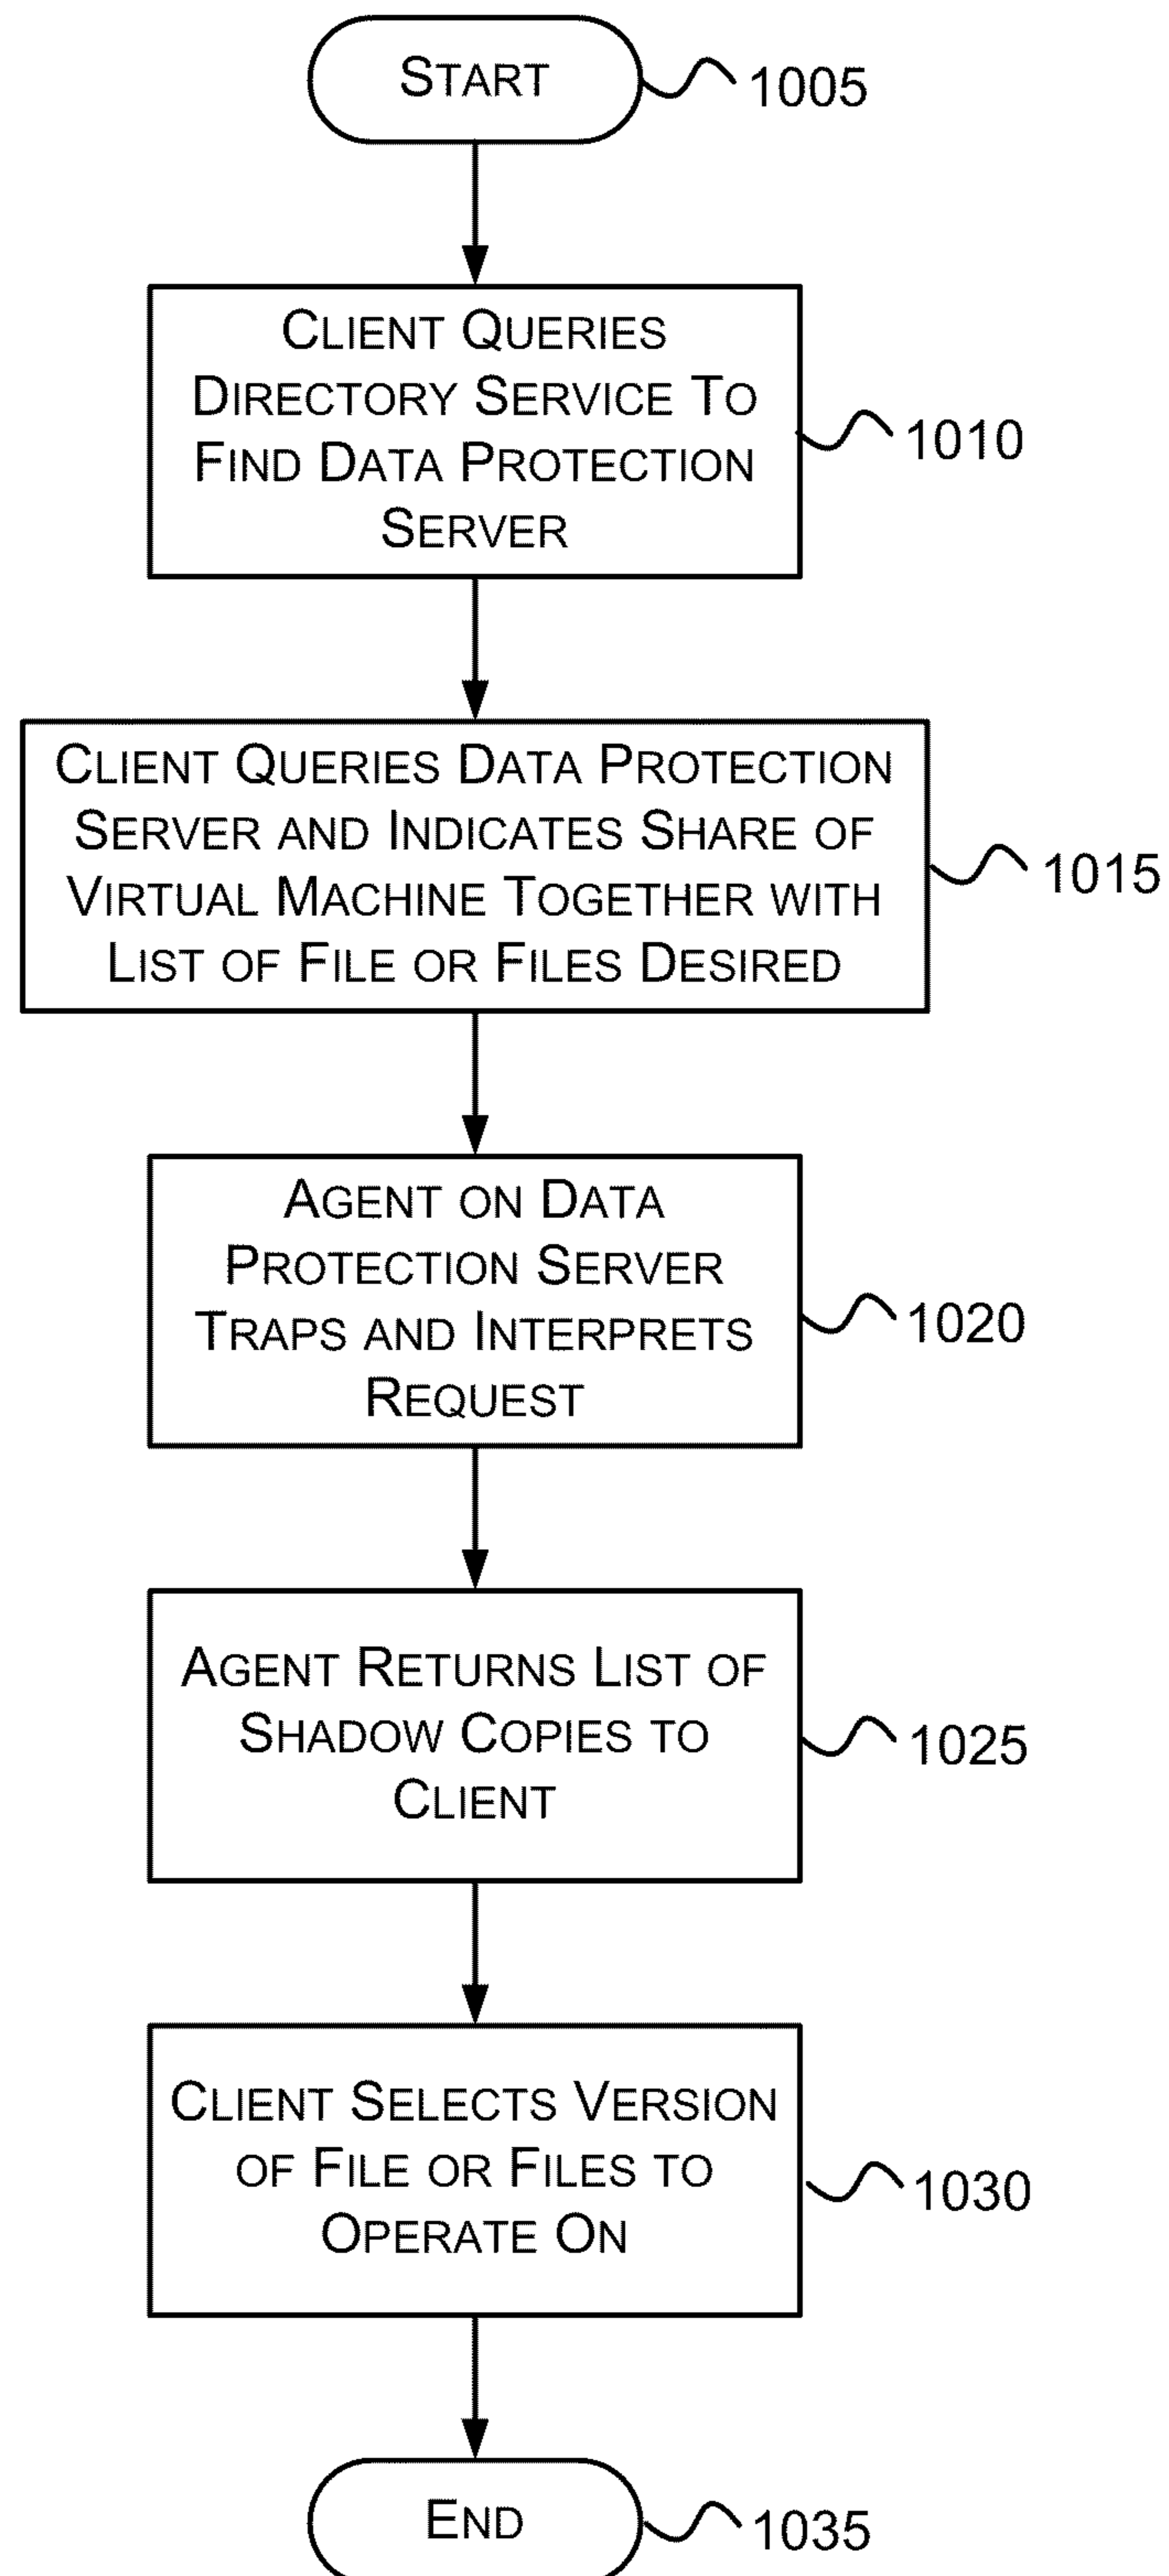 START
1005
CLIENT QUERIES
DIRECTORY SERVICE TO
FIND DATA PROTECTION
SERVER
1010
CLIENT QUERIES DATA PROTECTION
SERVER AND INDICATES SHARE OF
VIRTUAL MACHINE TOGETHER WITH
LIST OF FILE OR FILES DESIRED
1015
AGENT ON DATA
PROTECTION SERVER
TRAPS AND INTERPRETS
REQUEST
1020
AGENT RETURNS LIST OF
SHADOW COPIES TO
CLIENT
1025
CLIENT SELECTS VERSION
OF FILE OR FILES TO
OPERATE ON
1030
END
1035